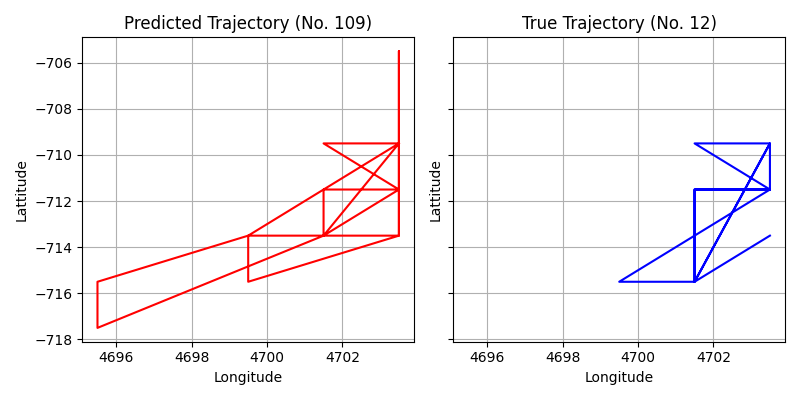 Predicted Trajectory (No. 109)
True Trajectory (No. 12)
Lattitude
−706
−708
−710
−712
−714
−716
−718
4696
4698
4700
4702
Longitude
Lattitude
4696
4698
4700
4702
Longitude